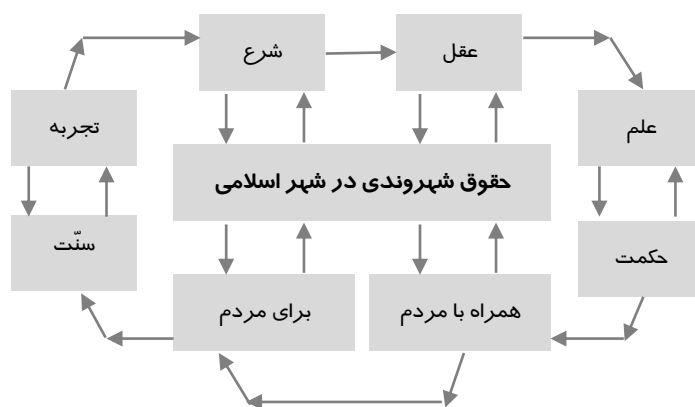 عقل
شرع
علم
تجربه
حقوق شهروندی در شهر اسلامی
حکمت
سنّت
همراه با مردم
برای مردم